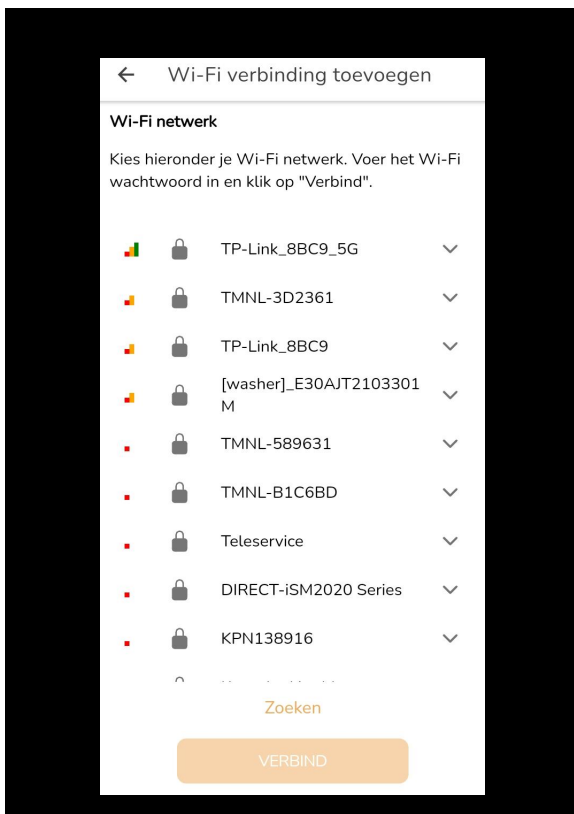 Wi-Fi verbinding toevoegen
Wi-Fi netwerk
Kies hieronder je Wi-Fi netwerk. Voer het Wi-Fi
wachtwoord in en klik op "Verbind".
TP-Link_8BC9_5G
TMNL-3D2361
TP-Link_8BC9
[washer]_E30AJT2103301
M
TMNL-589631
TMNL-B1C6BD
Teleservice
DIRECT-iSM2020 Series
KPN138916
Zoeken
VERBIND